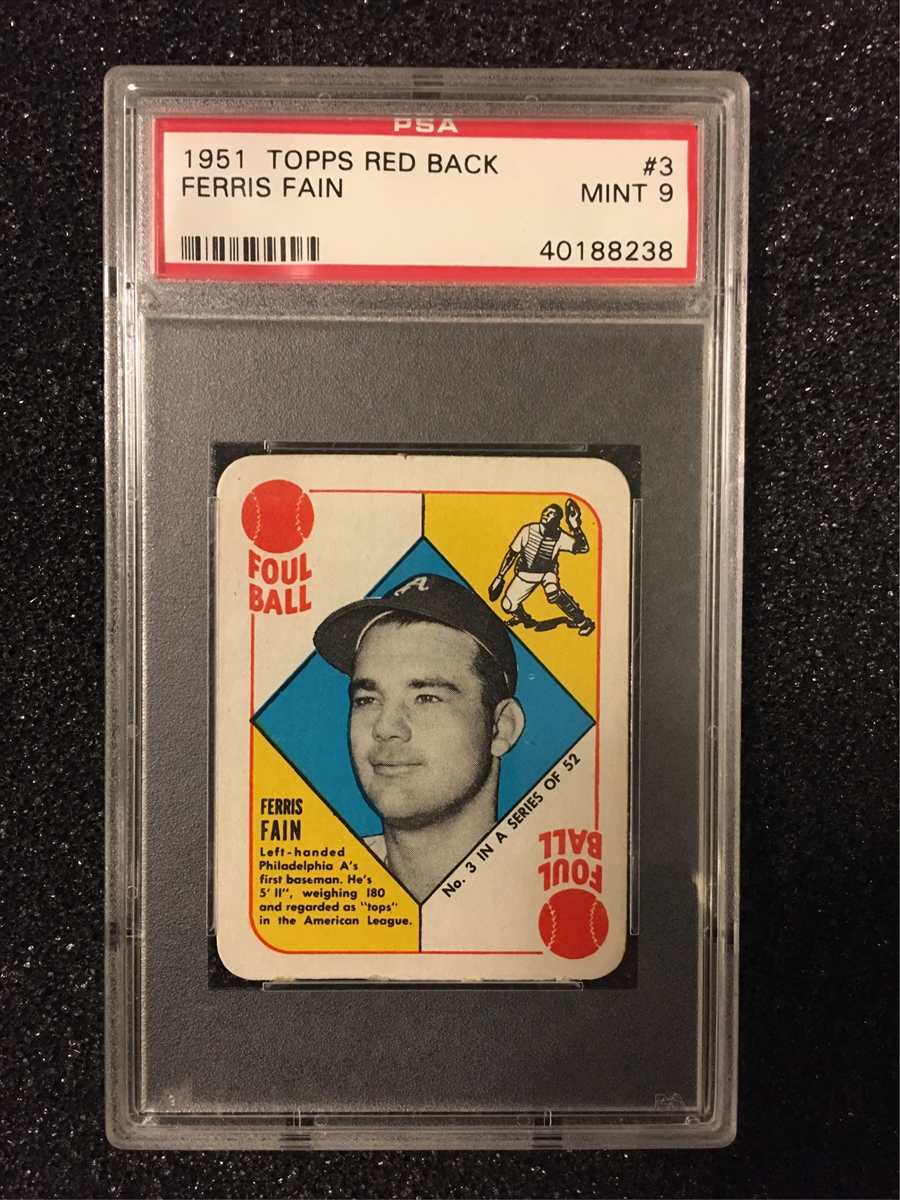 PSA
1951 TOPPS RED BACK #3
FERRIS FAIN MINT 9
40188238
FOUL
BALL
A
FERRIS
FAIN
Left-handed
Philadelphia A's
first baseman. He's
5' 11", weighing 180
and regarded as "tops"
in the American League.
No. 3 IN A SERIES OF 52
FOUL
BALL